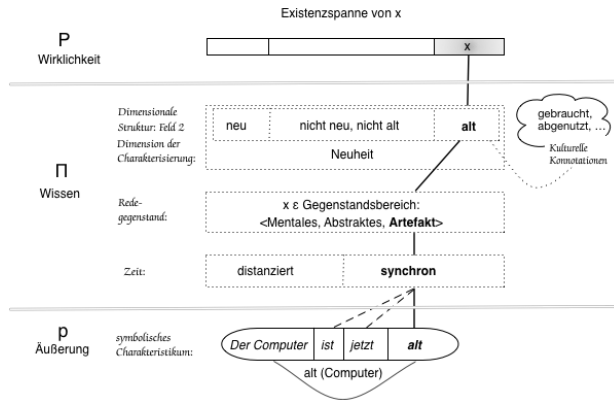 Existenzspanne von x
P
Wirklichkeit
x
Dimensionale
Struktur: Feld 2
Dimension der
Charakterisierung:
neu
nicht neu, nicht alt
alt
Neuheit
gebraucht,
abgenutzt, ...
Kulturelle
Konnotationen
Π
Wissen
Rede-
gegenstand:
x ε Gegenstandsbereich:
<Mentales, Abstraktes, Artefakt>
Zeit:
distanziert
synchron
p
Äußerung
symbolisches
Charakteristikum:
Der Computer ist jetzt alt
alt (Computer)